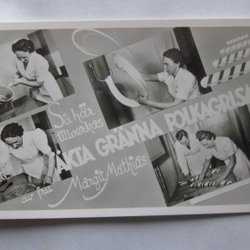 Så här
tillverkas
ÄKTA GRÄNNA POLKAGRISAR
av fru
Margit Mathias